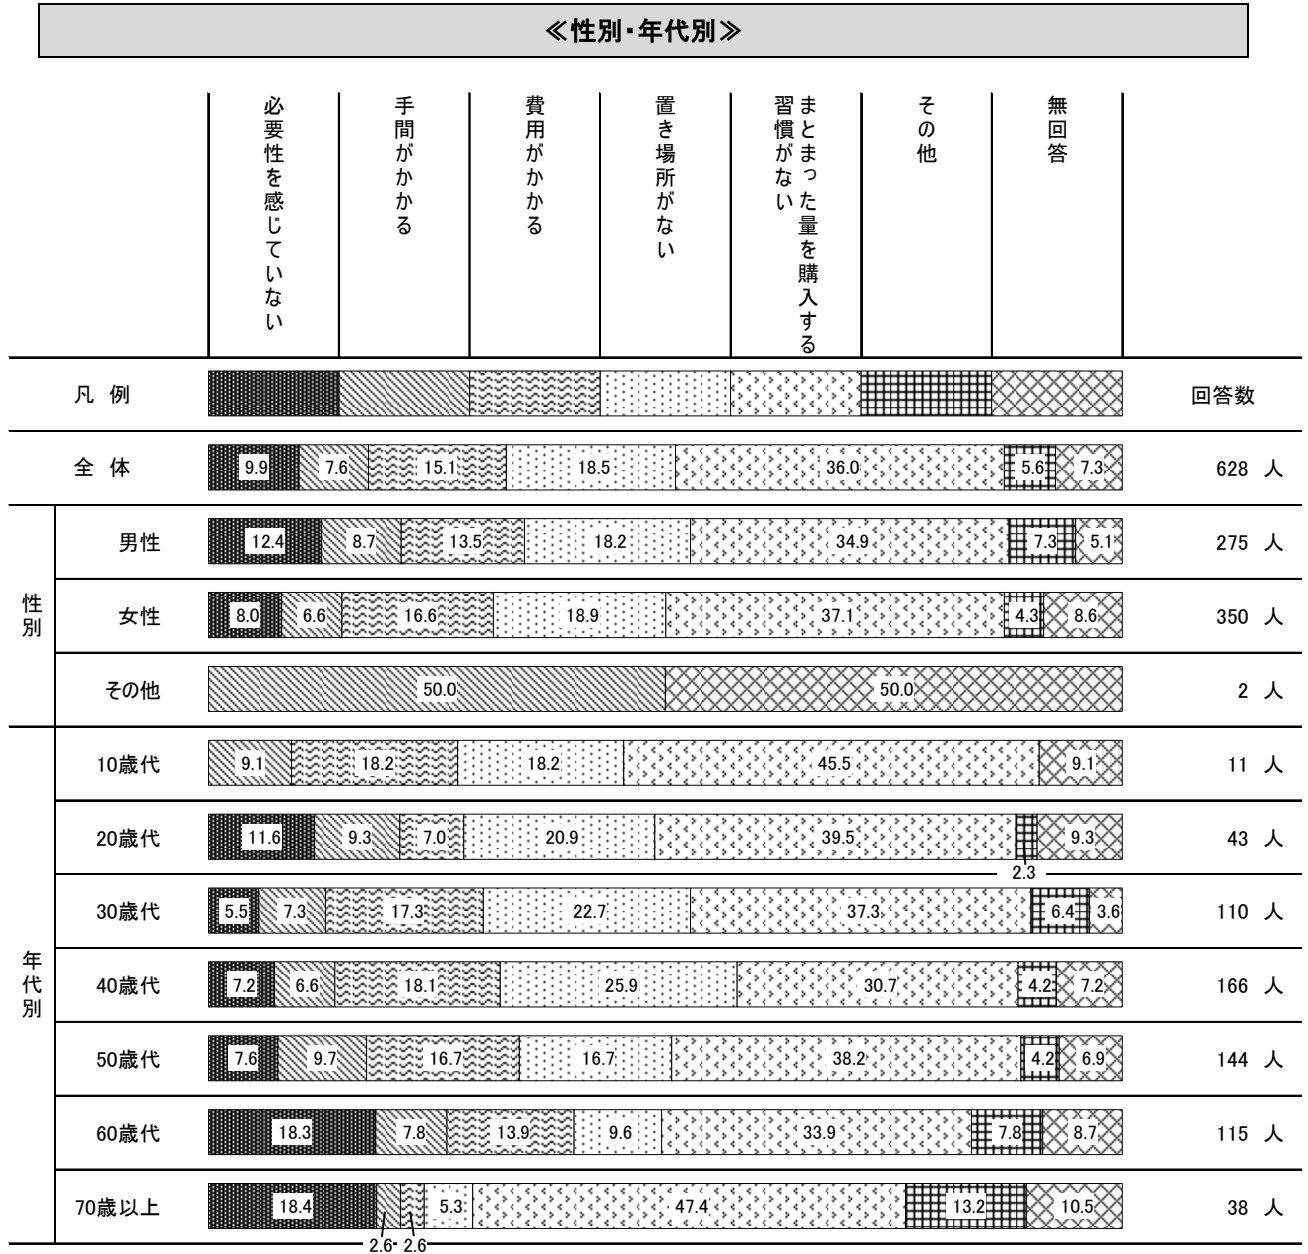 ≪性別・年代別≫
必要性を感じていない
手間がかかる
費用がかかる
置き場所がない
まとまった量を購入する
習慣がない
その他
無回答
凡 例 回答数
全 体 9.9 7.6 15.1 18.5 36.0 5.6 7.3 628 人
性別
男性 12.4 8.7 13.5 18.2 34.9 7.3 5.1 275 人
女性 8.0 6.6 16.6 18.9 37.1 4.3 8.6 350 人
その他 50.0 50.0 2 人
年代別
10歳代 9.1 18.2 18.2 45.5 9.1 11 人
20歳代 11.6 9.3 7.0 20.9 39.5 2.3 9.3 43 人
30歳代 5.5 7.3 17.3 22.7 37.3 6.4 3.6 110 人
40歳代 7.2 6.6 18.1 25.9 30.7 4.2 7.2 166 人
50歳代 7.6 9.7 16.7 16.7 38.2 4.2 6.9 144 人
60歳代 18.3 7.8 13.9 9.6 33.9 7.8 8.7 115 人
70歳以上 18.4 2.6 2.6 5.3 47.4 13.2 10.5 38 人